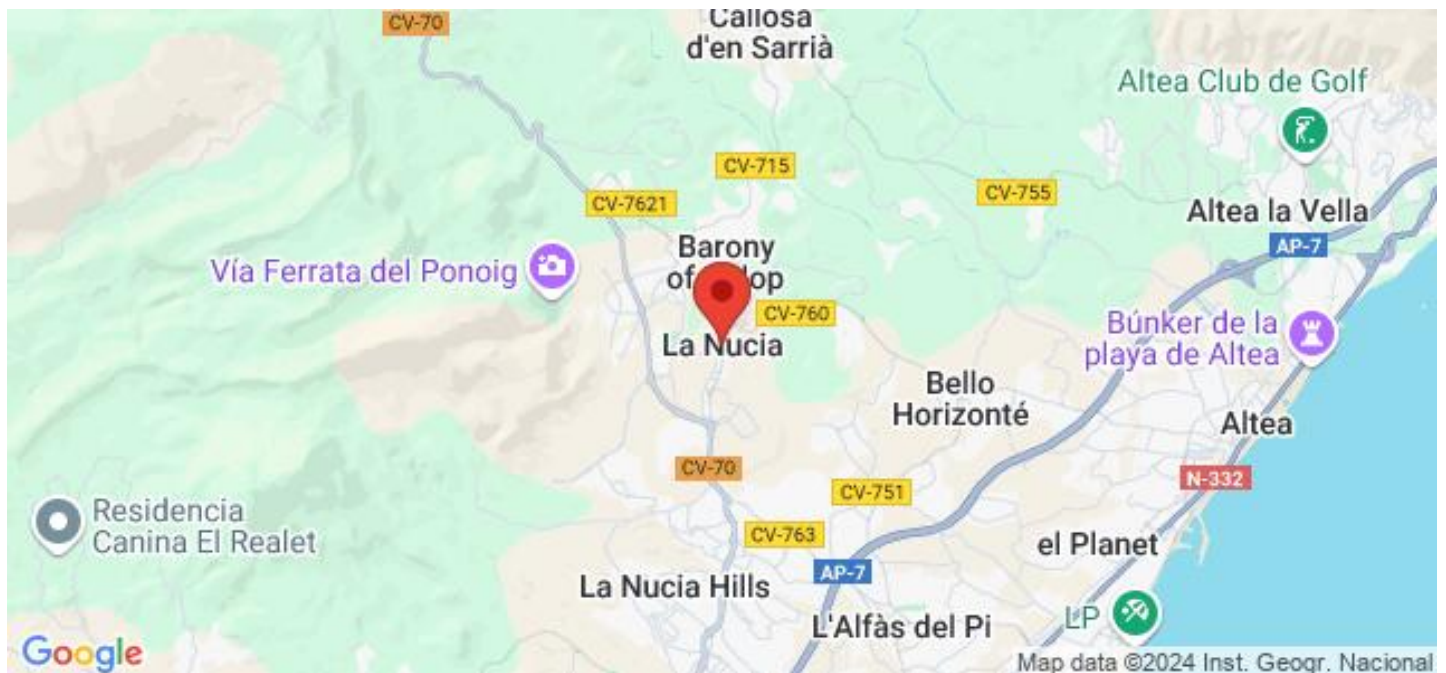 CV-70
Callosa
d'en Sarrià
Altea Club de Golf
CV-715
CV-755
CV-7621
Altea la Vella
AP-7
Barony
Vía Ferrata del Ponoig
CV-760
Búnker de la
playa de Altea
La Nucia
Bello
Horizonté
Altea
CV-70
N-332
CV-751
Residencia
Canina El Realet
CV-763
el Planet
AP-7
La Nucia Hills
L'Alfàs del Pi
LP
Google
Map data ©2024 Inst. Geogr. Nacional